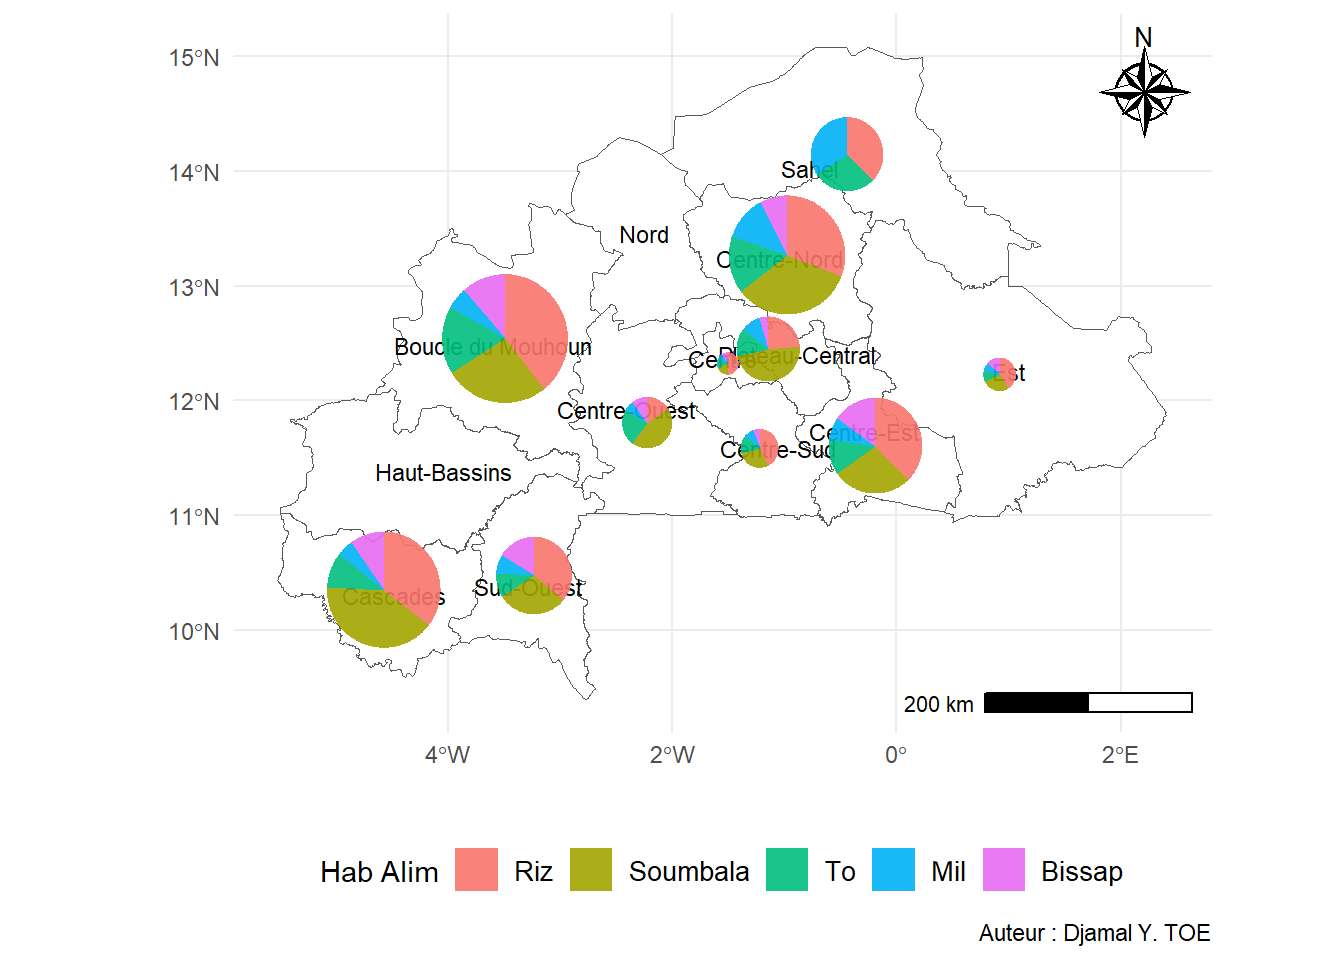 N
15°N
14°N
13°N
12°N
11°N
10°N
Sahel
Nord
Centre-Nord
Boucle du Mouhoun
Centre
Plateau-Central
Est
Centre-Ouest
Centre-Est
Centre-Sud
Haut-Bassins
Sud-Ouest
Cascades
200 km
4°W 2°W 0° 2°E
Hab Alim Riz Soumbala To Mil Bissap
Auteur : Djamal Y. TOE